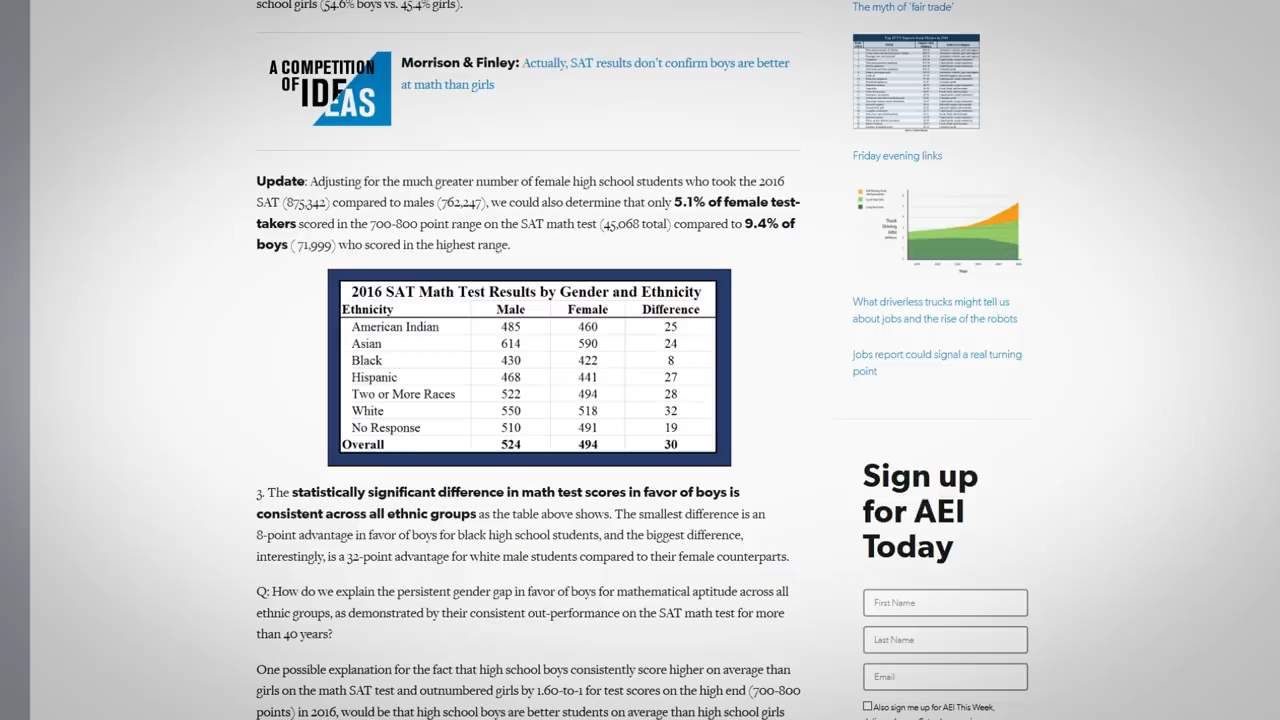 school girls (54.6% boys vs. 45.4% girls).
CONTINUUM
OF IDEAS
Actually, SAT results don't boys are better
at math than girls
Update: Adjusting for the much greater number of female high school students who took the 2016
SAT (875,342 compared to males we could also determine that only 5.1% of female test-
takers scored in the 700-800 point range on the SAT math test total) compared to 9.4% of
boys ( 71,999) who scored in the highest range.
2016 SAT Math Test Results by Gender and Ethnicity
Ethnicity Male Female Difference
American Indian 485 460 25
Asian 614 590 24
Black 430 422 8
Hispanic 468 441 27
Two or More Races 522 494 28
White 550 518 32
No Response 510 491 19
Overall 524 494 30
3. The statistically significant difference in math test scores in favor of boys is
consistent across all ethnic groups as the table above shows. The smallest difference is an
8-point advantage in favor of boys for black high school students, and the biggest difference,
interestingly, is a 32-point advantage for white male students compared to their female counterparts.
Q: How do we explain the persistent gender gap in favor of boys for mathematical aptitude across all
ethnic groups, as demonstrated by their consistent out-performance on the SAT math test for more
than 40 years?
One possible explanation for the fact that high school boys consistently score higher on average than
girls on the math SAT test and outnumbered girls by 1.60-to-1 for test scores on the high end (700-800
points) in 2016, would be that high school boys are better students on average than high school girls
The myth of 'fair trade'
Friday evening links
Truck
Driving
Year
What driverless trucks might tell us
about jobs and the rise of the robots
Jobs report could signal a real turning
point
Sign up
for AEI
Today
First Name
Last Name
Email
Also sign me up for AEI This Week,